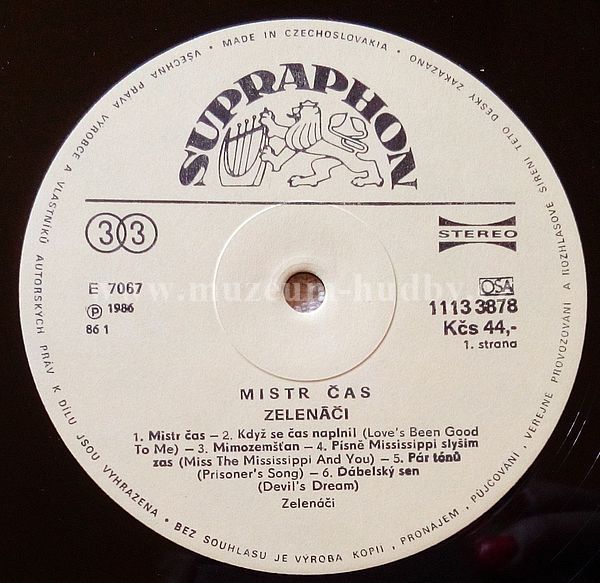 VŠECHNA PRÁVA VÝROBCE A VLASTNÍKŮ AUTORSKÝCH PRÁV K DÍLU JSOU VYHRAZENA • BEZ SOUHLASU JE VÝROBA KOPIÍ, PRONÁJEM, PŮJČOVÁNÍ, VEŘEJNÉ PROVOZOVÁNÍ A ROZHLASOVÉ ŠÍŘENÍ TÉTO DESKY ZAKÁZÁNO • MADE IN CZECHOSLOVAKIA •
SUPRAPHON
33
STEREO
E 7067
Ⓟ 1986
86 1
OSA
1113 3878
Kčs 44,-
1. strana
www.muzeum-hudby.
MISTR ČAS
ZELENÁČI
1. Mistr čas – 2. Když se čas naplnil (Love's Been Good
To Me) – 3. Mimozemšťan – 4. Písně Mississippi slyším
zas (Miss The Mississippi And You) – 5. Pár tónů
(Prisoner's Song) – 6. Ďábelský sen
(Devil's Dream)
Zelenáči